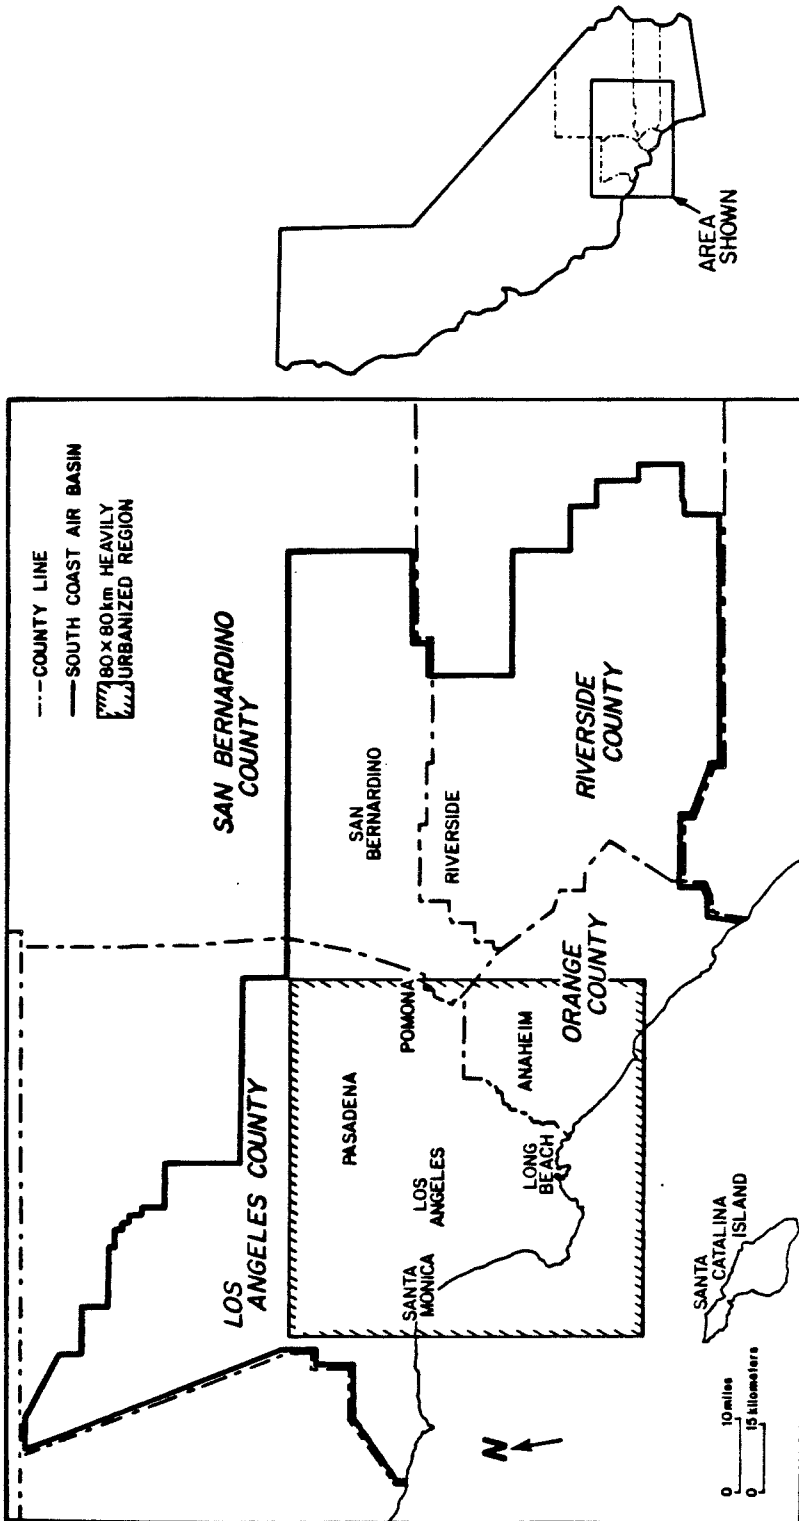 --- COUNTY LINE
SOUTH COAST AIR BASIN
80 x 80 km HEAVILY
URBANIZED REGION
SAN BERNARDINO
COUNTY
LOS
ANGELES COUNTY
SAN
BERNARDINO
RIVERSIDE
RIVERSIDE
COUNTY
PASADENA
POMONA
LOS
ANGELES
SANTA
MONICA
ANAHEIM
ORANGE
COUNTY
LONG
BEACH
SANTA
CATALINA
ISLAND
N
0 10 miles
0 15 kilometers
AREA
SHOWN